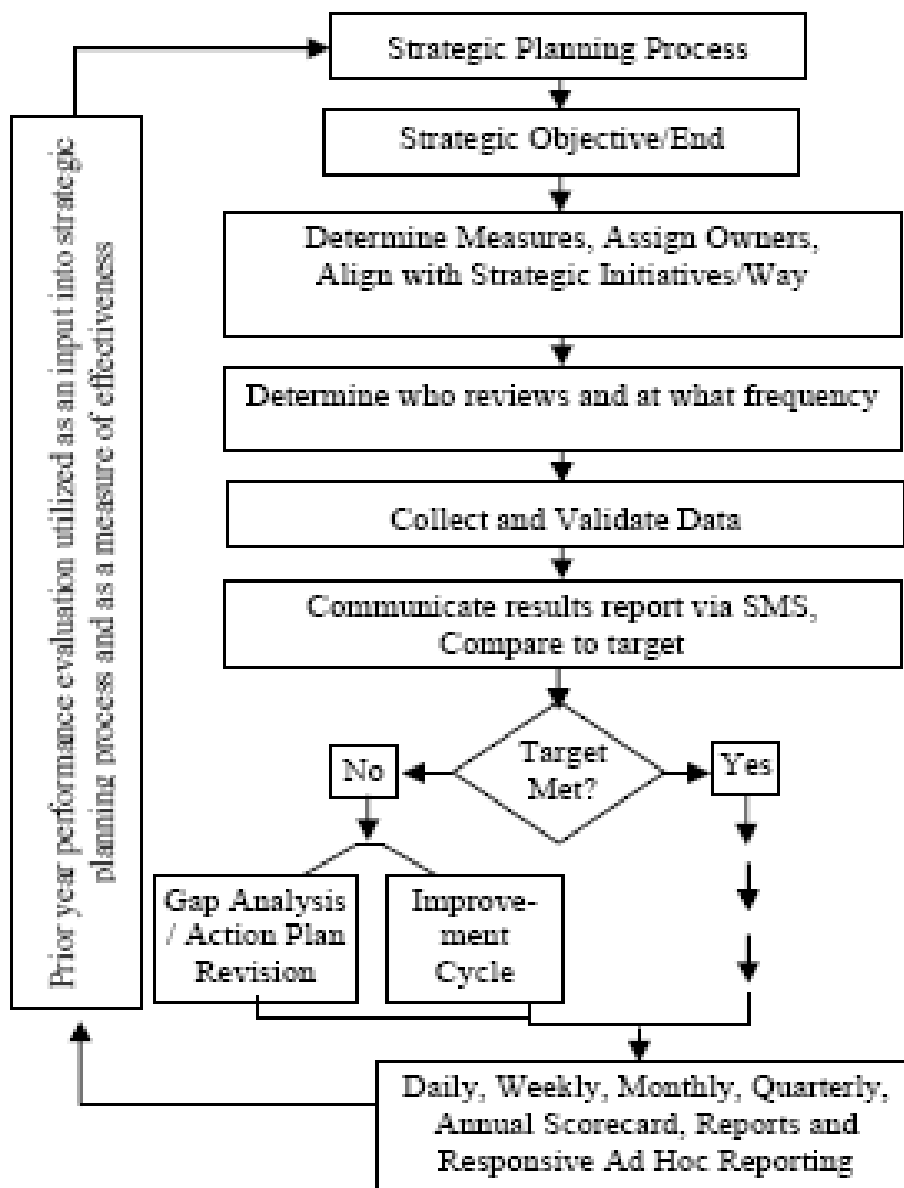 Strategic Planning Process
Strategic Objective/End
Determine Measures, Assign Owners,
Align with Strategic Initiatives/Way
Determine who reviews and at what frequency
Collect and Validate Data
Communicate results report via SMS,
Compare to target
Target
Met?
No
Yes
Gap Analysis
/ Action Plan
Revision
Improve-
ment
Cycle
Daily, Weekly, Monthly, Quarterly,
Annual Scorecard, Reports and
Responsive Ad Hoc Reporting
Prior year performance evaluation utilized as an input into strategic
planning process and as a measure of effectiveness